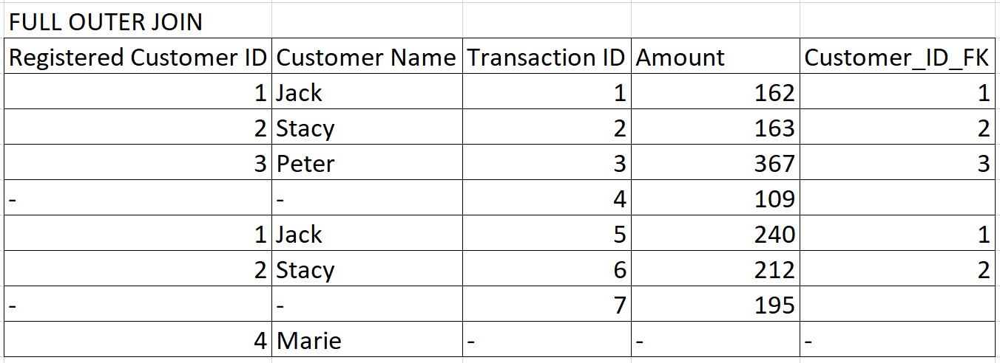 FULL OUTER JOIN
Registered Customer ID Customer Name Transaction ID Amount Customer_ID_FK
1 Jack 1 162 1
2 Stacy 2 163 2
3 Peter 3 367 3
- - 4 109
1 Jack 5 240 1
2 Stacy 6 212 2
- - 7 195
4 Marie - - -